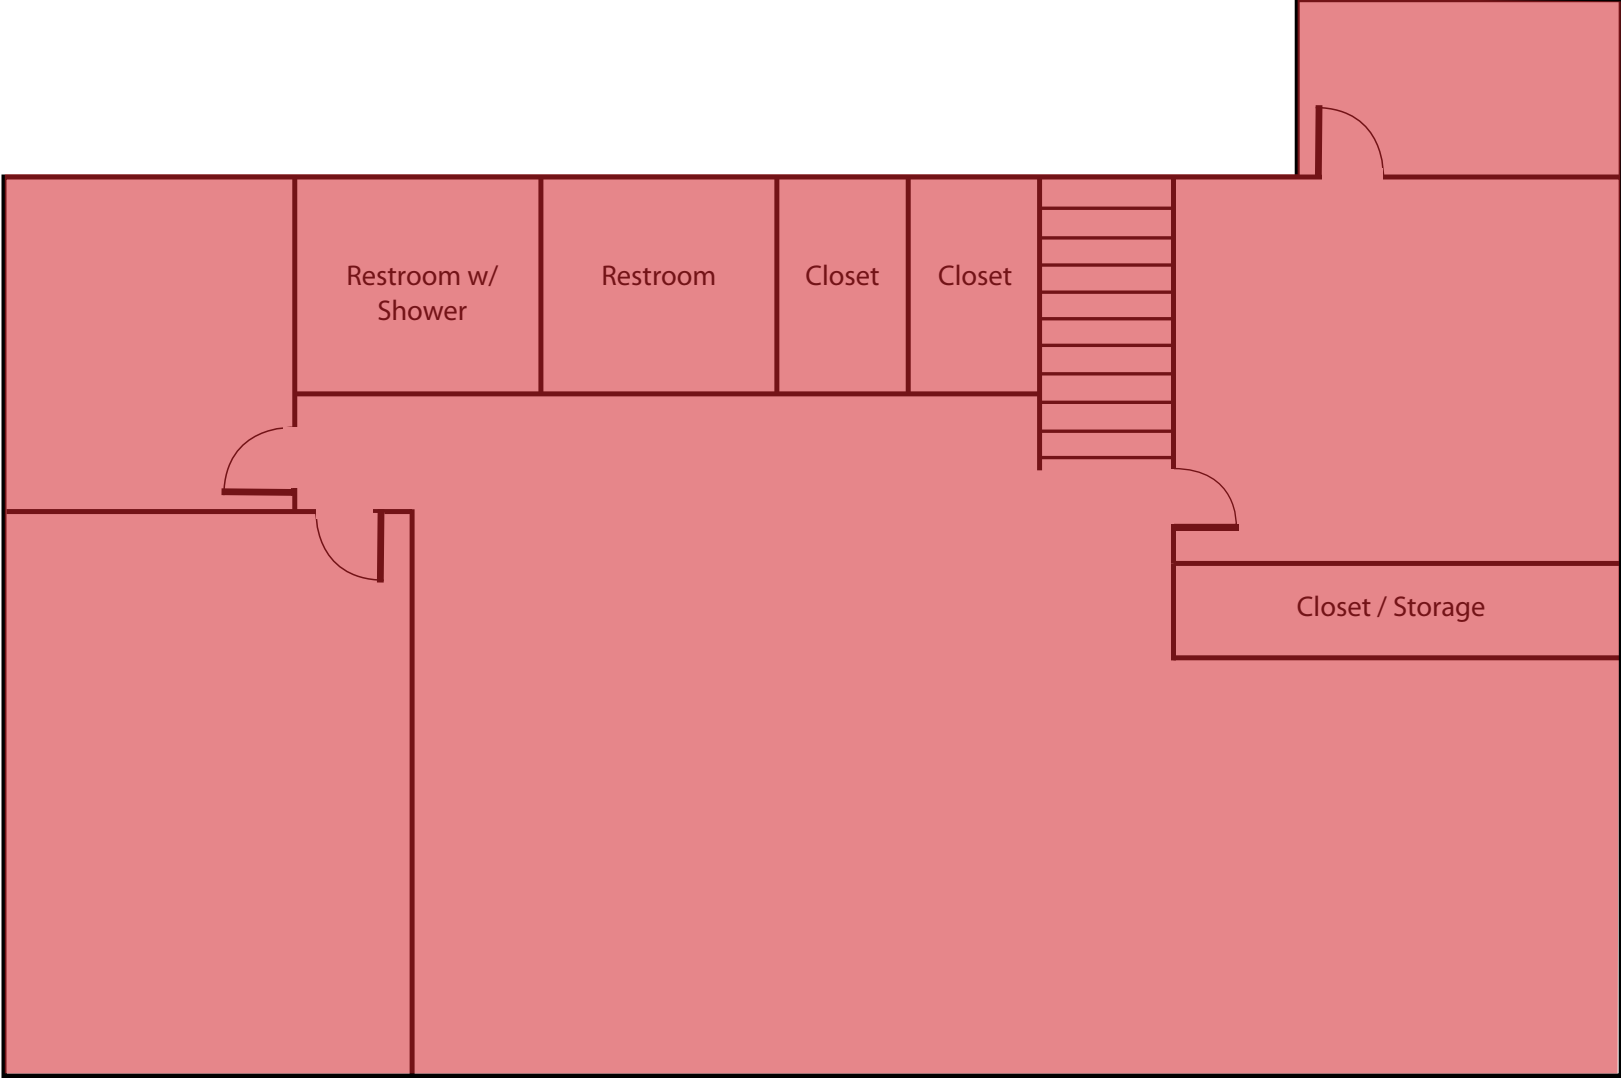 Restroom w/
Shower
Restroom
Closet
Closet
Closet / Storage